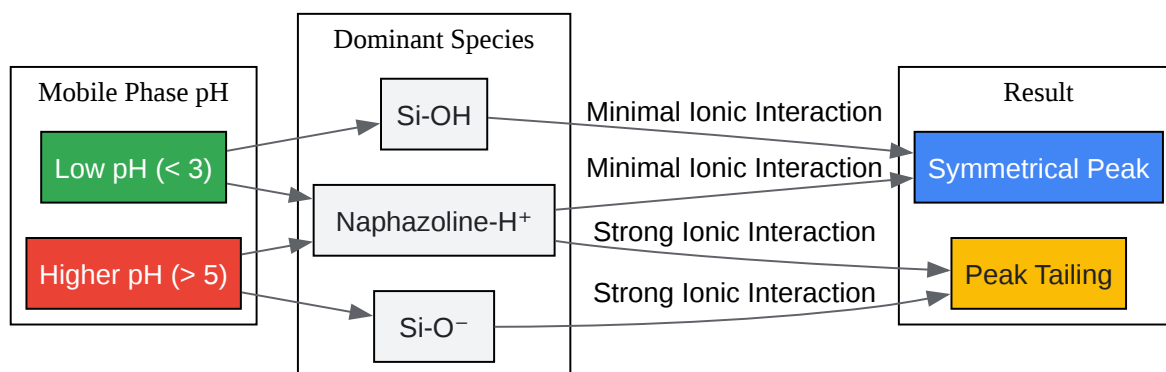 Mobile Phase pH
Low pH (< 3)
Higher pH (> 5)
Dominant Species
Si-OH
Naphazoline-H⁺
Si-O⁻
Minimal Ionic Interaction
Minimal Ionic Interaction
Strong Ionic Interaction
Strong Ionic Interaction
Result
Symmetrical Peak
Peak Tailing